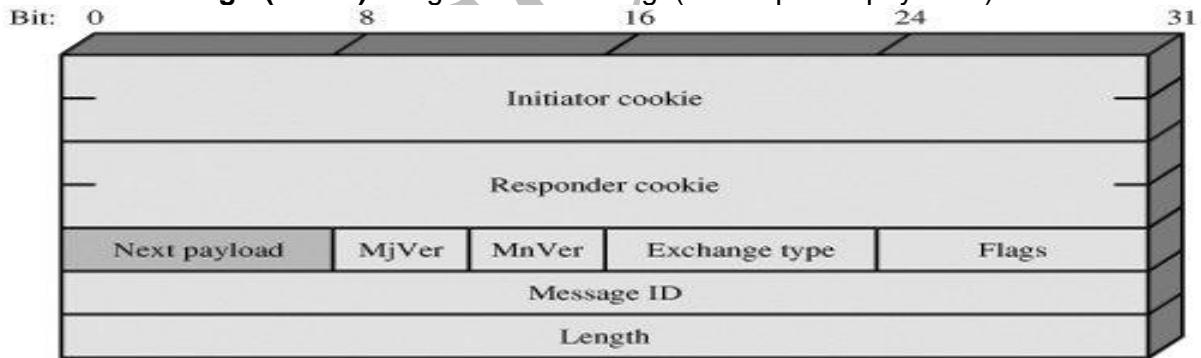 Bit: 0 8 16 24 31
Initiator cookie
Responder cookie
Next payload MjVer MnVer Exchange type Flags
Message ID
Length